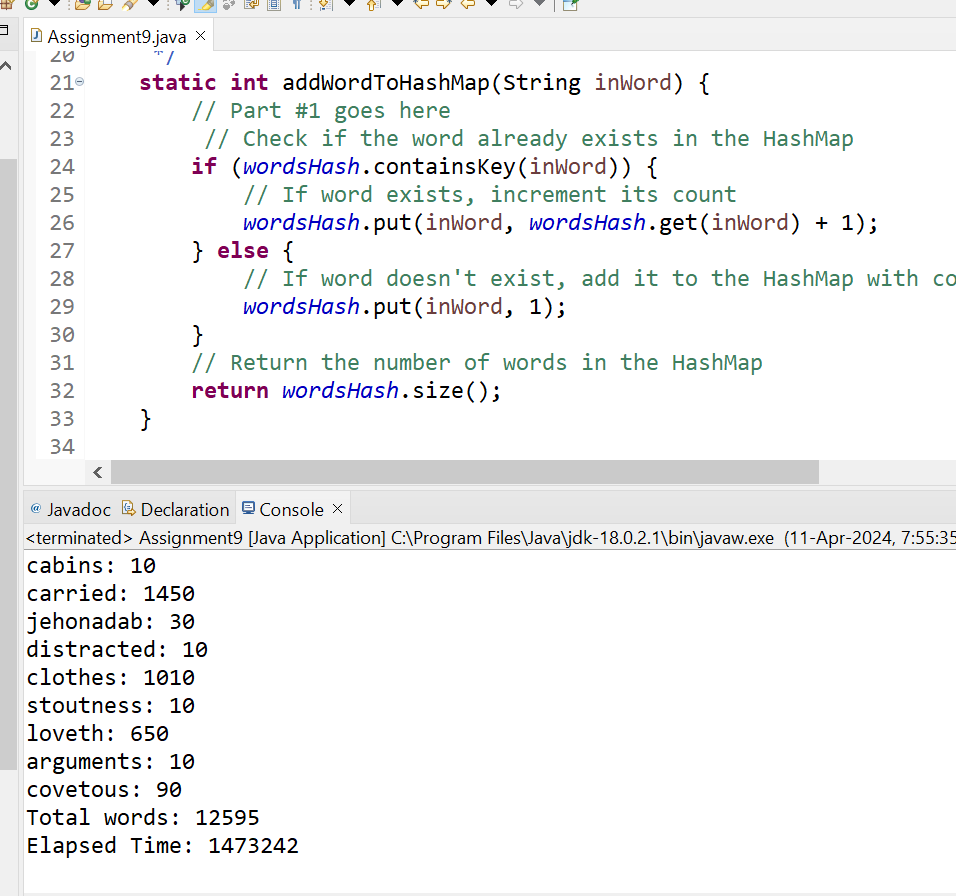 Assignment9.java
20 */
21 static int addWordToHashMap(String inWord) {
22 // Part #1 goes here
23 // Check if the word already exists in the HashMap
24 if (wordsHash.containsKey(inWord)) {
25 // If word exists, increment its count
26 wordsHash.put(inWord, wordsHash.get(inWord) + 1);
27 } else {
28 // If word doesn't exist, add it to the HashMap with co
29 wordsHash.put(inWord, 1);
30 }
31 // Return the number of words in the HashMap
32 return wordsHash.size();
33 }
34
@ Javadoc Declaration Console
<terminated> Assignment9 [Java Application] C:\Program Files\Java\jdk-18.0.2.1\bin\javaw.exe (11-Apr-2024, 7:55:35
cabins: 10
carried: 1450
jehonadab: 30
distracted: 10
clothes: 1010
stoutness: 10
loveth: 650
arguments: 10
covetous: 90
Total words: 12595
Elapsed Time: 1473242